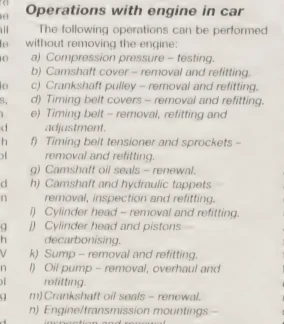 Operations with engine in car
The following operations can be performed
without removing the engine:
a) Compression pressure – testing.
b) Camshaft cover – removal and refitting.
c) Crankshaft pulley – removal and refitting.
d) Timing belt covers – removal and refitting.
e) Timing belt – removal, refitting and
adjustment.
f) Timing belt tensioner and sprockets –
removal and refitting.
g) Camshaft oil seals – renewal.
h) Camshaft and hydraulic tappets –
removal, inspection and refitting.
i) Cylinder head – removal and refitting.
j) Cylinder head and pistons –
decarbonising.
k) Sump – removal and refitting.
l) Oil pump – removal, overhaul and
refitting.
m)Crankshaft oil seals – renewal.
n) Engine/transmission mountings –
inspection and renewal.